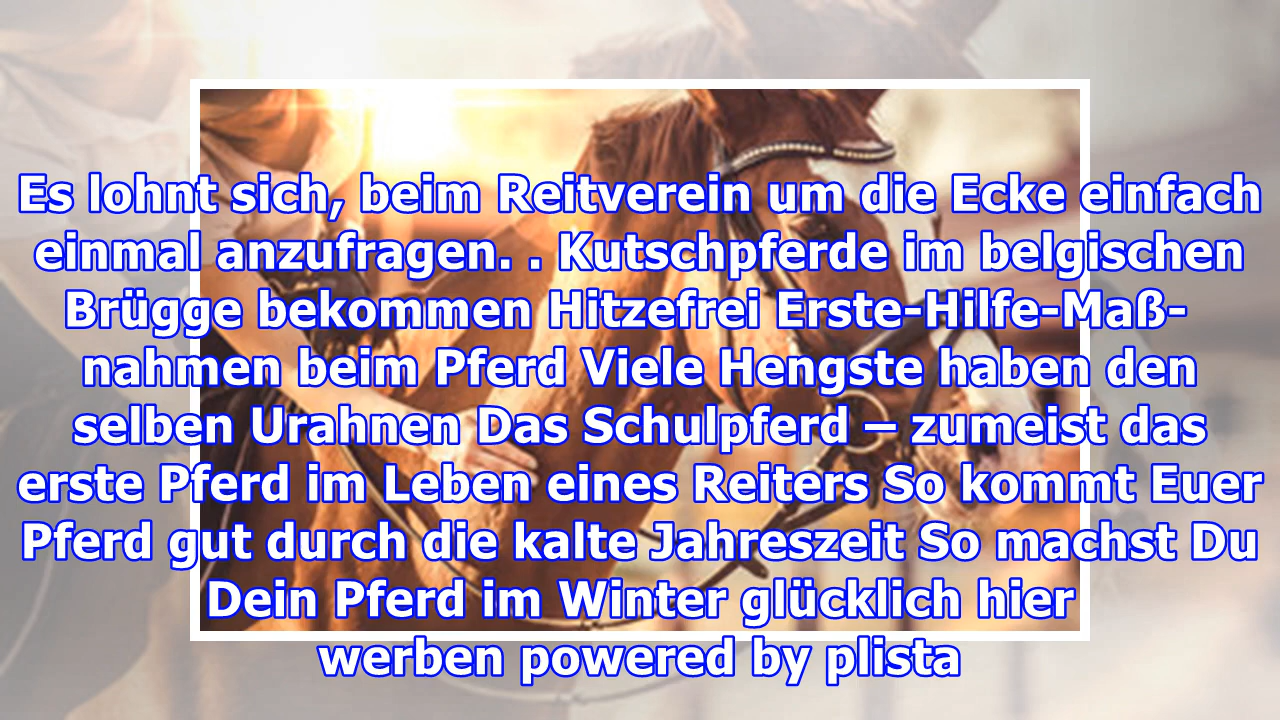 Es lohnt sich, beim Reitverein um die Ecke einfach
einmal anzufragen. . Kutschpferde im belgischen
Brügge bekommen Hitzefrei Erste-Hilfe-Maß-
nahmen beim Pferd Viele Hengste haben den
selben Urahnen Das Schulpferd – zumeist das
erste Pferd im Leben eines Reiters So kommt Euer
Pferd gut durch die kalte Jahreszeit So machst Du
Dein Pferd im Winter glücklich hier
werben powered by plista